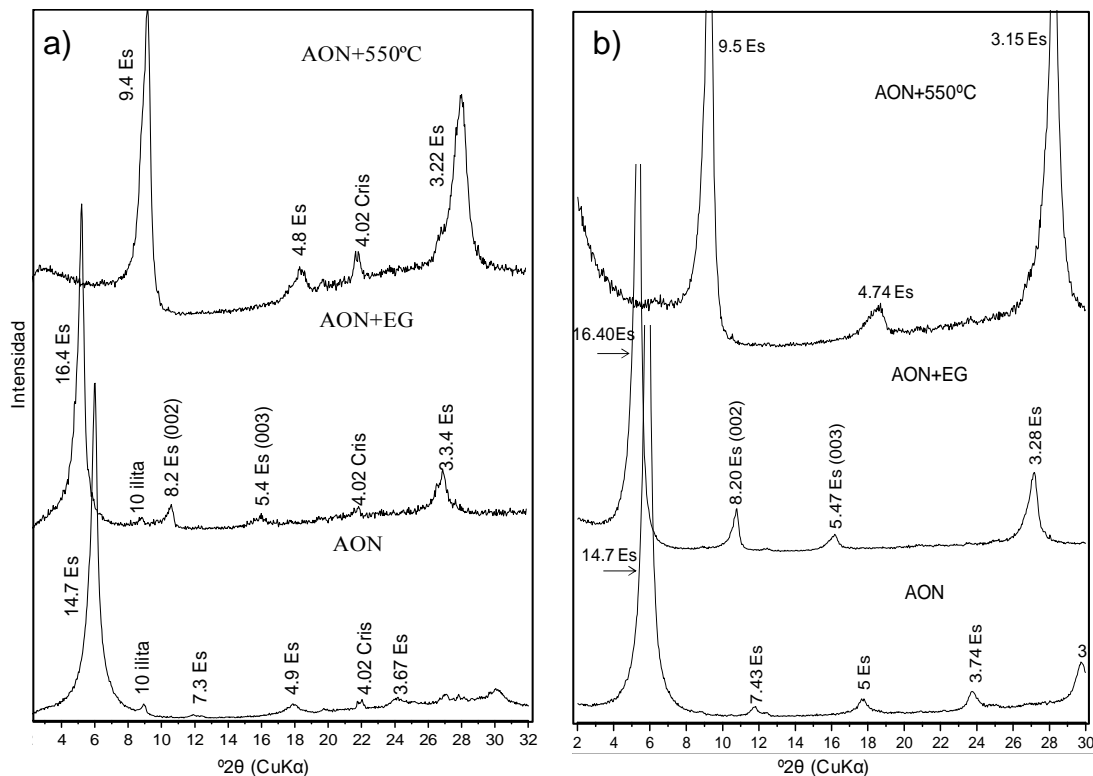 a)
AON+550ºC
9.4 Es
4.8 Es
4.02 Cris
3.22 Es
AON+EG
16.4 Es
10 ilita
8.2 Es (002)
5.4 Es (003)
4.02 Cris
3.3.4 Es
AON
14.7 Es
10 ilita
7.3 Es
4.9 Es
4.02 Cris
3.67 Es
Intensidad
4 6 8 10 12 14 16 18 20 22 24 26 28 30 32
º2θ (CuKα)
b)
9.5 Es
3.15 Es
AON+550ºC
4.74 Es
16.40Es
AON+EG
8.20 Es (002)
5.47 Es (003)
3.28 Es
14.7 Es
AON
7.43 Es
5 Es
3.74 Es
3
2 4 6 8 10 12 14 16 18 20 22 24 26 28 30
º2θ (CuKα)